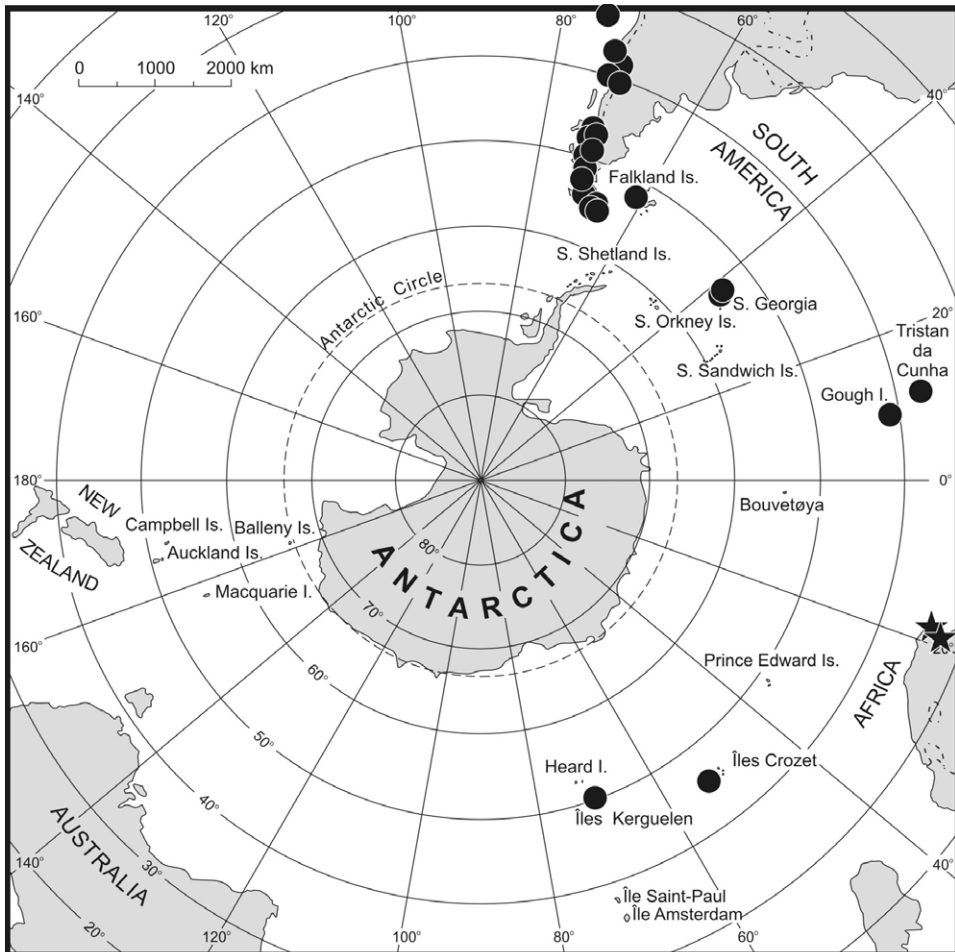 120°
100°
80°
60°
0 1000 2000 km
140°
40°
SOUTH
AMERICA
Falkland Is.
S. Shetland Is.
Antarctic Circle
160°
S. Georgia
20°
S. Orkney Is.
Tristan
da
Cunha
S. Sandwich Is.
Gough I.
180°
0°
NEW
ZEALAND
Campbell Is.
Balleny Is.
Bouvetøya
Auckland Is.
ANTARCTICA
80°
Macquarie I.
70°
160°
20°
60°
Prince Edward Is.
AFRICA
50°
Heard I.
Îles Crozet
40°
Îles Kerguelen
AUSTRALIA
140°
30°
40°
20°
Île Saint-Paul
Île Amsterdam
120°
100°
80°
60°